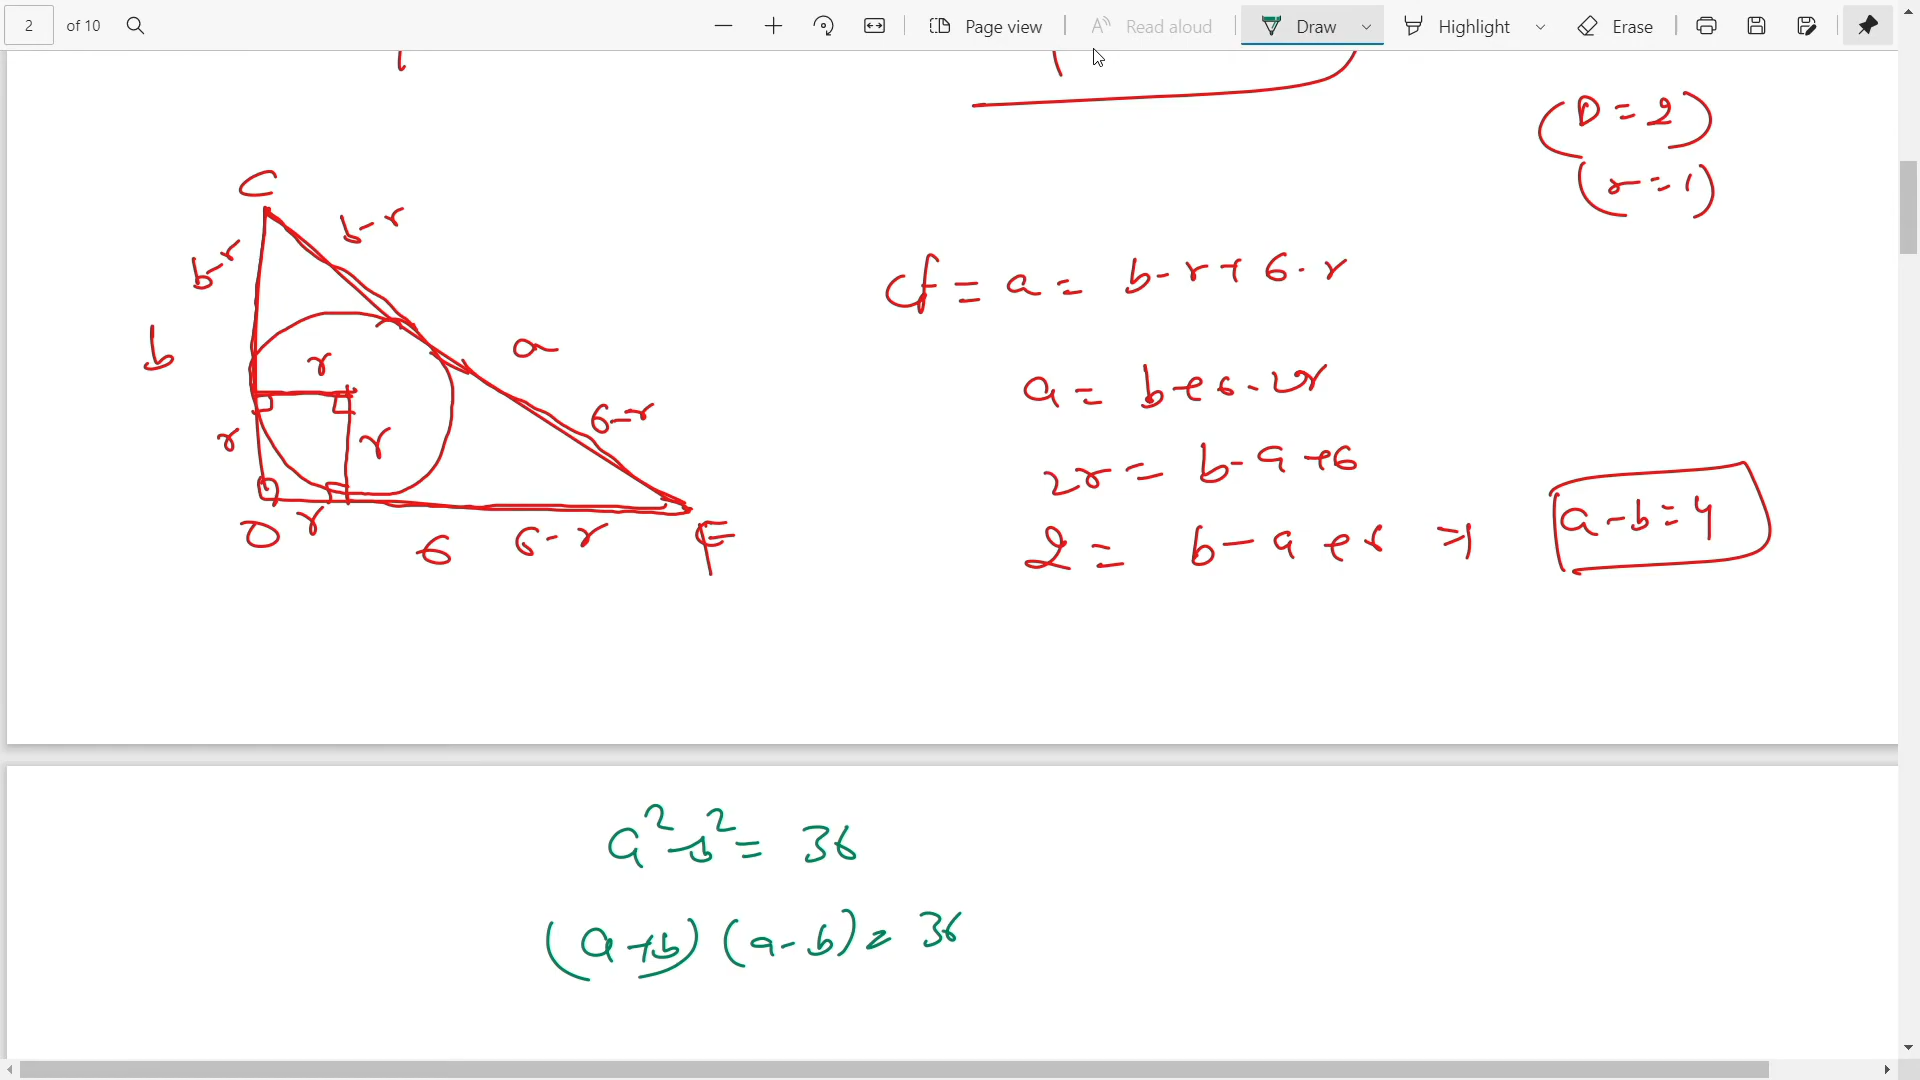 2 of 10 Page view Read aloud Draw Highlight Erase
(D = 2)
(r = 1)
C
b-r
b-r
b
r
a
r
r
6-r
O
r
6
6-r
F
Cf = a = b-r+6-r
a = b+6-2r
2r = b-a+6
2 = b-a+6 ⇒ a-b=4
a²-b² = 36
(a+b)(a-b) = 36